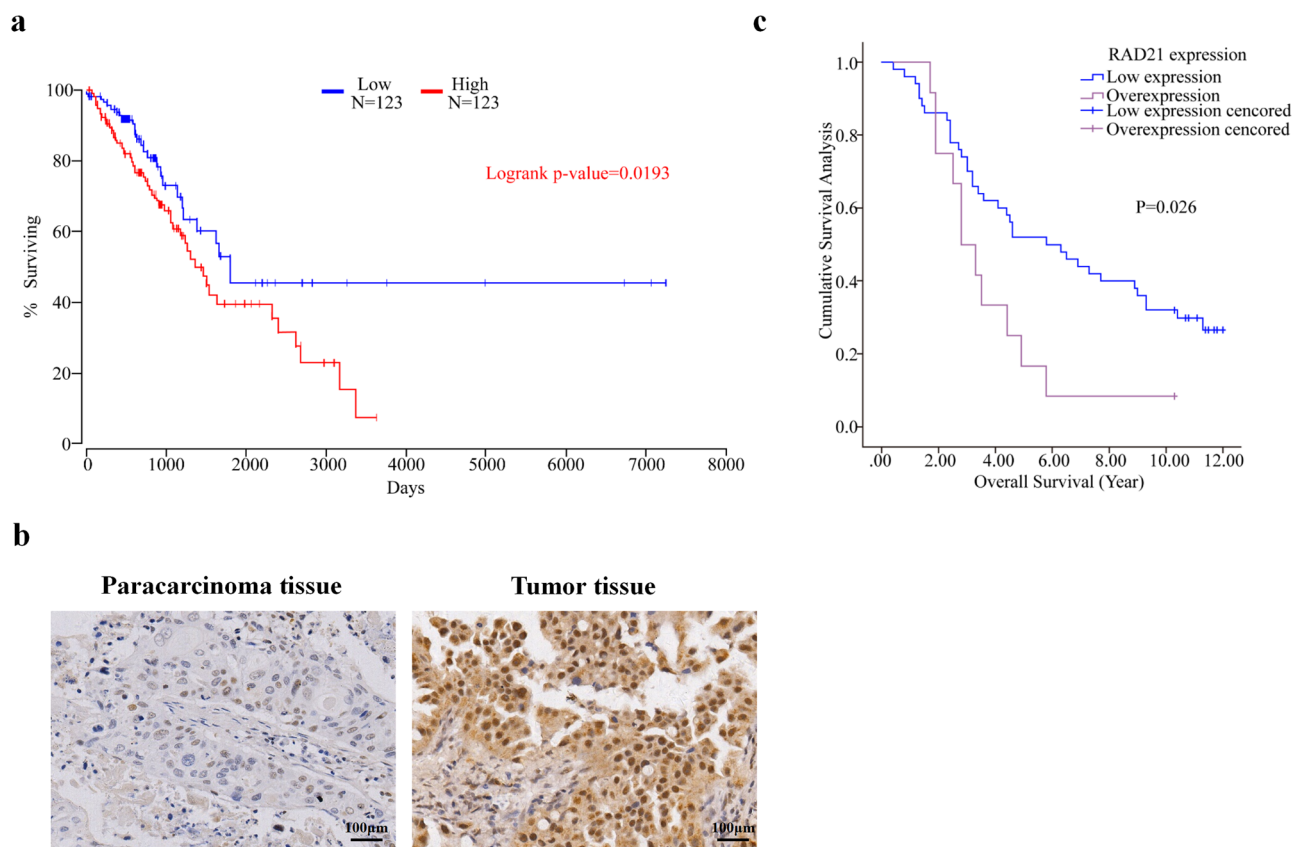 a
Low
N=123
High
N=123
Logrank p-value=0.0193
100
80
60
40
20
0
% Surviving
0 1000 2000 3000 4000 5000 6000 7000 8000
Days
c
RAD21 expression
Low expression
Overexpression
Low expression cencored
Overexpression cencored
P=0.026
1.0
0.8
0.6
0.4
0.2
0.0
Cumulative Survival Analysis
.00 2.00 4.00 6.00 8.00 10.00 12.00
Overall Survival (Year)
b
Paracarcinoma tissue
Tumor tissue
100μm
100μm